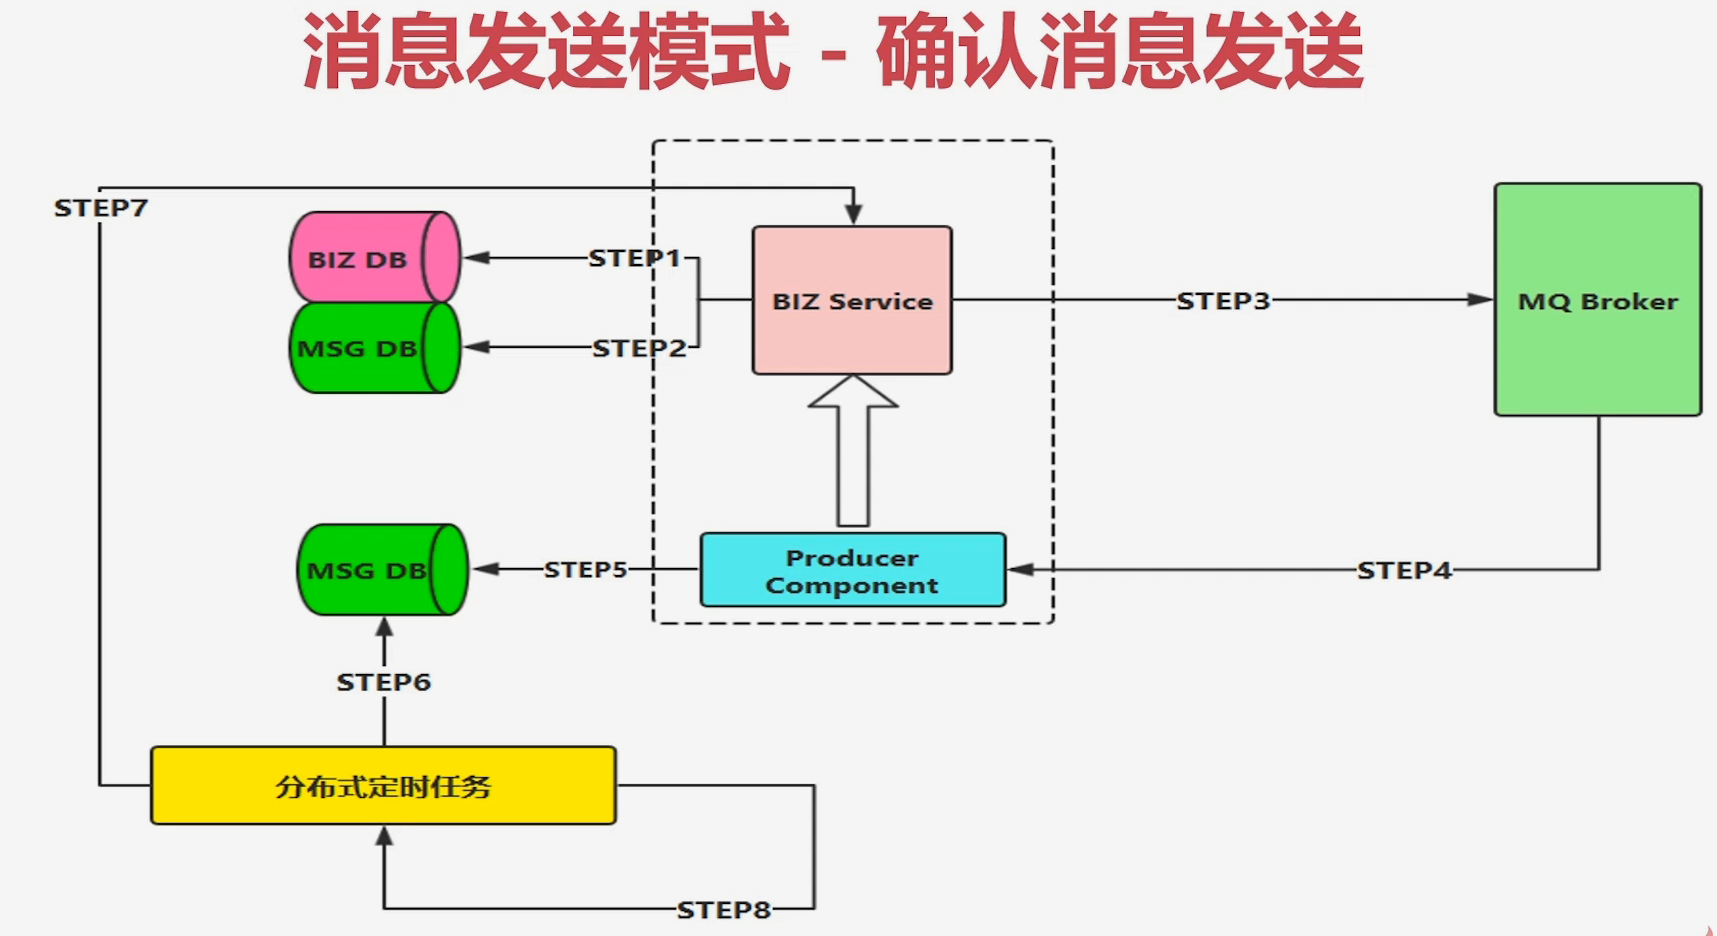 消息发送模式 - 确认消息发送
STEP7
BIZ DB
STEP1
BIZ Service
STEP3
MQ Broker
MSG DB
STEP2
MSG DB
STEP5
Producer
Component
STEP4
STEP6
分布式定时任务
STEP8